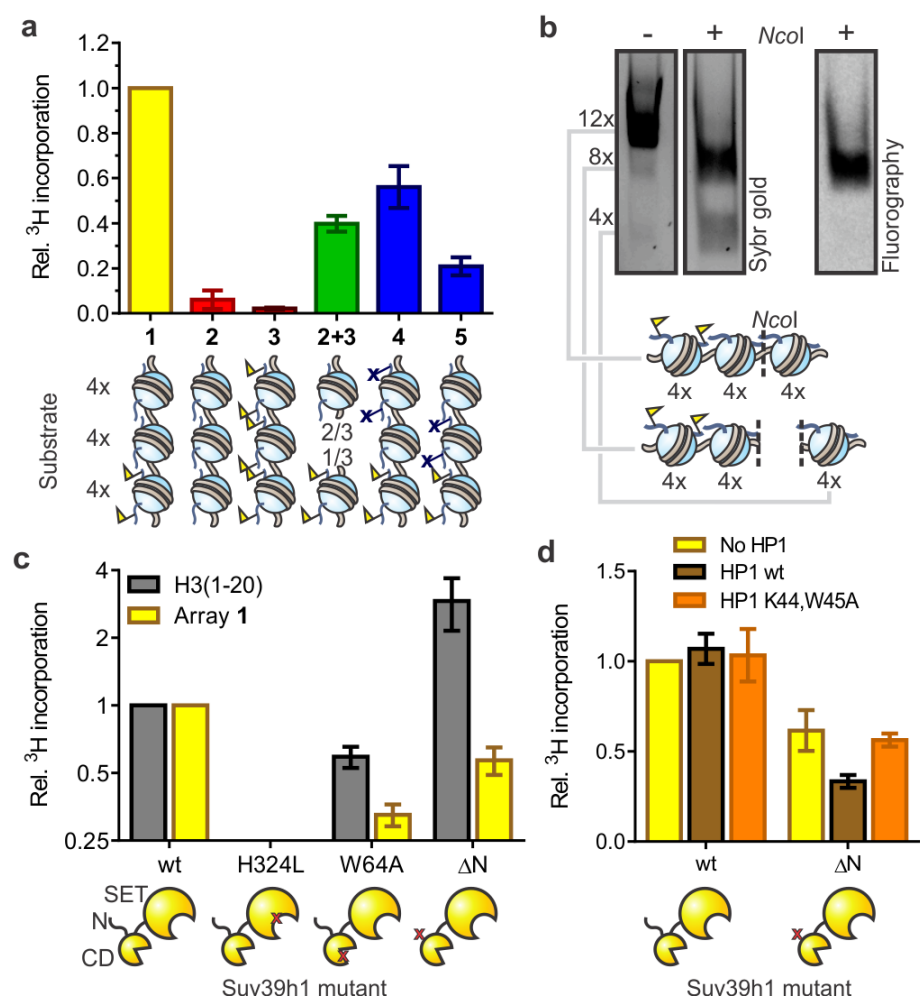 a
Rel. ³H incorporation
1.2
1.0
0.8
0.6
0.4
0.2
0.0
1 2 3 2+3 4 5
Substrate
4x
4x
4x
2/3
1/3
x
x
x
x
b
- + NcoI +
12x
8x
4x
Sybr gold
Fluorography
NcoI
4x 4x 4x
4x 4x 4x
c
Rel. ³H incorporation
4
2
1
0.5
0.25
H3(1-20)
Array 1
wt H324L W64A ΔN
SET
N
CD
x
x
x
Suv39h1 mutant
d
No HP1
HP1 wt
HP1 K44,W45A
Rel. ³H incorporation
1.5
1.0
0.5
0.0
wt ΔN
x
Suv39h1 mutant